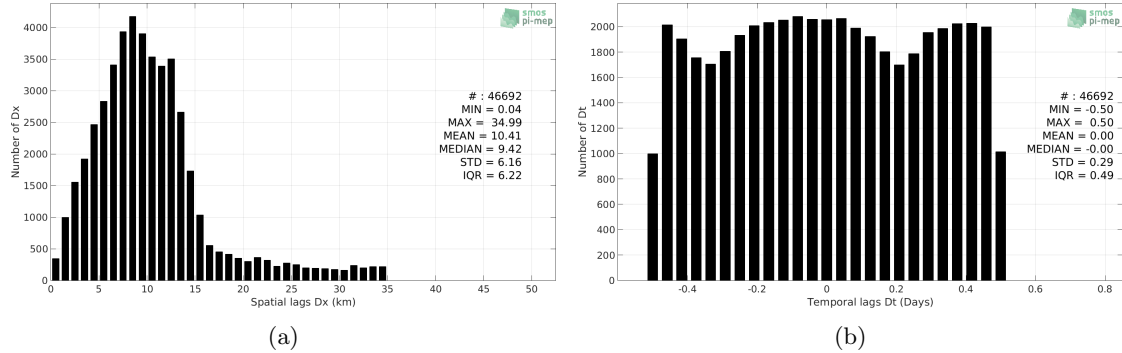 smos
pi-mep
4000
3500
3000
2500
2000
1500
1000
500
0
Number of Dx
# : 46692
MIN = 0.04
MAX = 34.99
MEAN = 10.41
MEDIAN = 9.42
STD = 6.16
IQR = 6.22
0 5 10 15 20 25 30 35 40 45 50
Spatial lags Dx (km)
(a)
smos
pi-mep
2000
1800
1600
1400
1200
1000
800
600
400
200
0
Number of Dt
# : 46692
MIN = -0.50
MAX = 0.50
MEAN = 0.00
MEDIAN = -0.00
STD = 0.29
IQR = 0.49
-0.4 -0.2 0 0.2 0.4 0.6 0.8
Temporal lags Dt (Days)
(b)